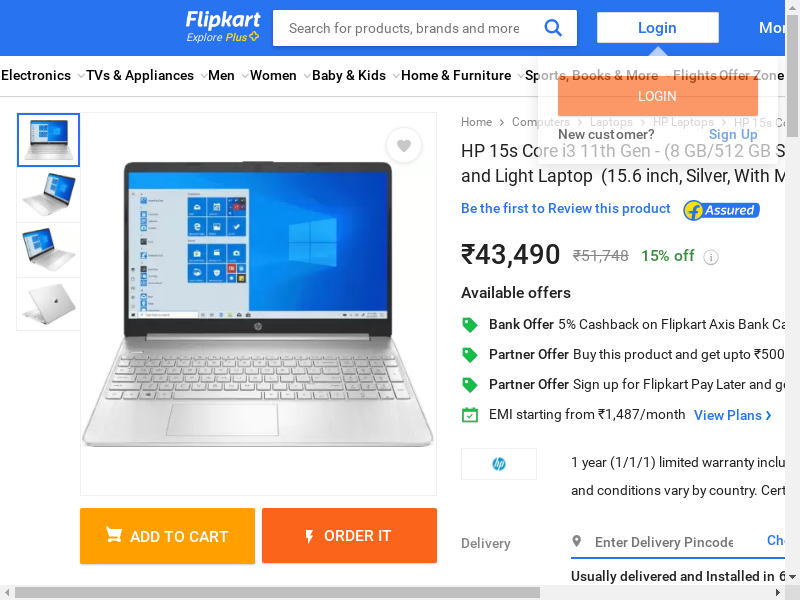 Flipkart
Explore Plus
Search for products, brands and more
Login
Mor
Electronics
TVs & Appliances
Men
Women
Baby & Kids
Home & Furniture
Sports, Books & More
Flights
Offer Zone
LOGIN
New customer?
Sign Up
Home
Computers
Laptops
HP Laptops
HP 15s Co
HP 15s Core i3 11th Gen - (8 GB/512 GB S
and Light Laptop (15.6 inch, Silver, With M
Be the first to Review this product
Assured
₹43,490 ₹51,748 15% off
Available offers
Bank Offer 5% Cashback on Flipkart Axis Bank Ca
Partner Offer Buy this product and get upto ₹500
Partner Offer Sign up for Flipkart Pay Later and ge
EMI starting from ₹1,487/month View Plans
hp
1 year (1/1/1) limited warranty inclu
and conditions vary by country. Cert
ADD TO CART
ORDER IT
Delivery
Enter Delivery Pincode
Che
Usually delivered and Installed in 6